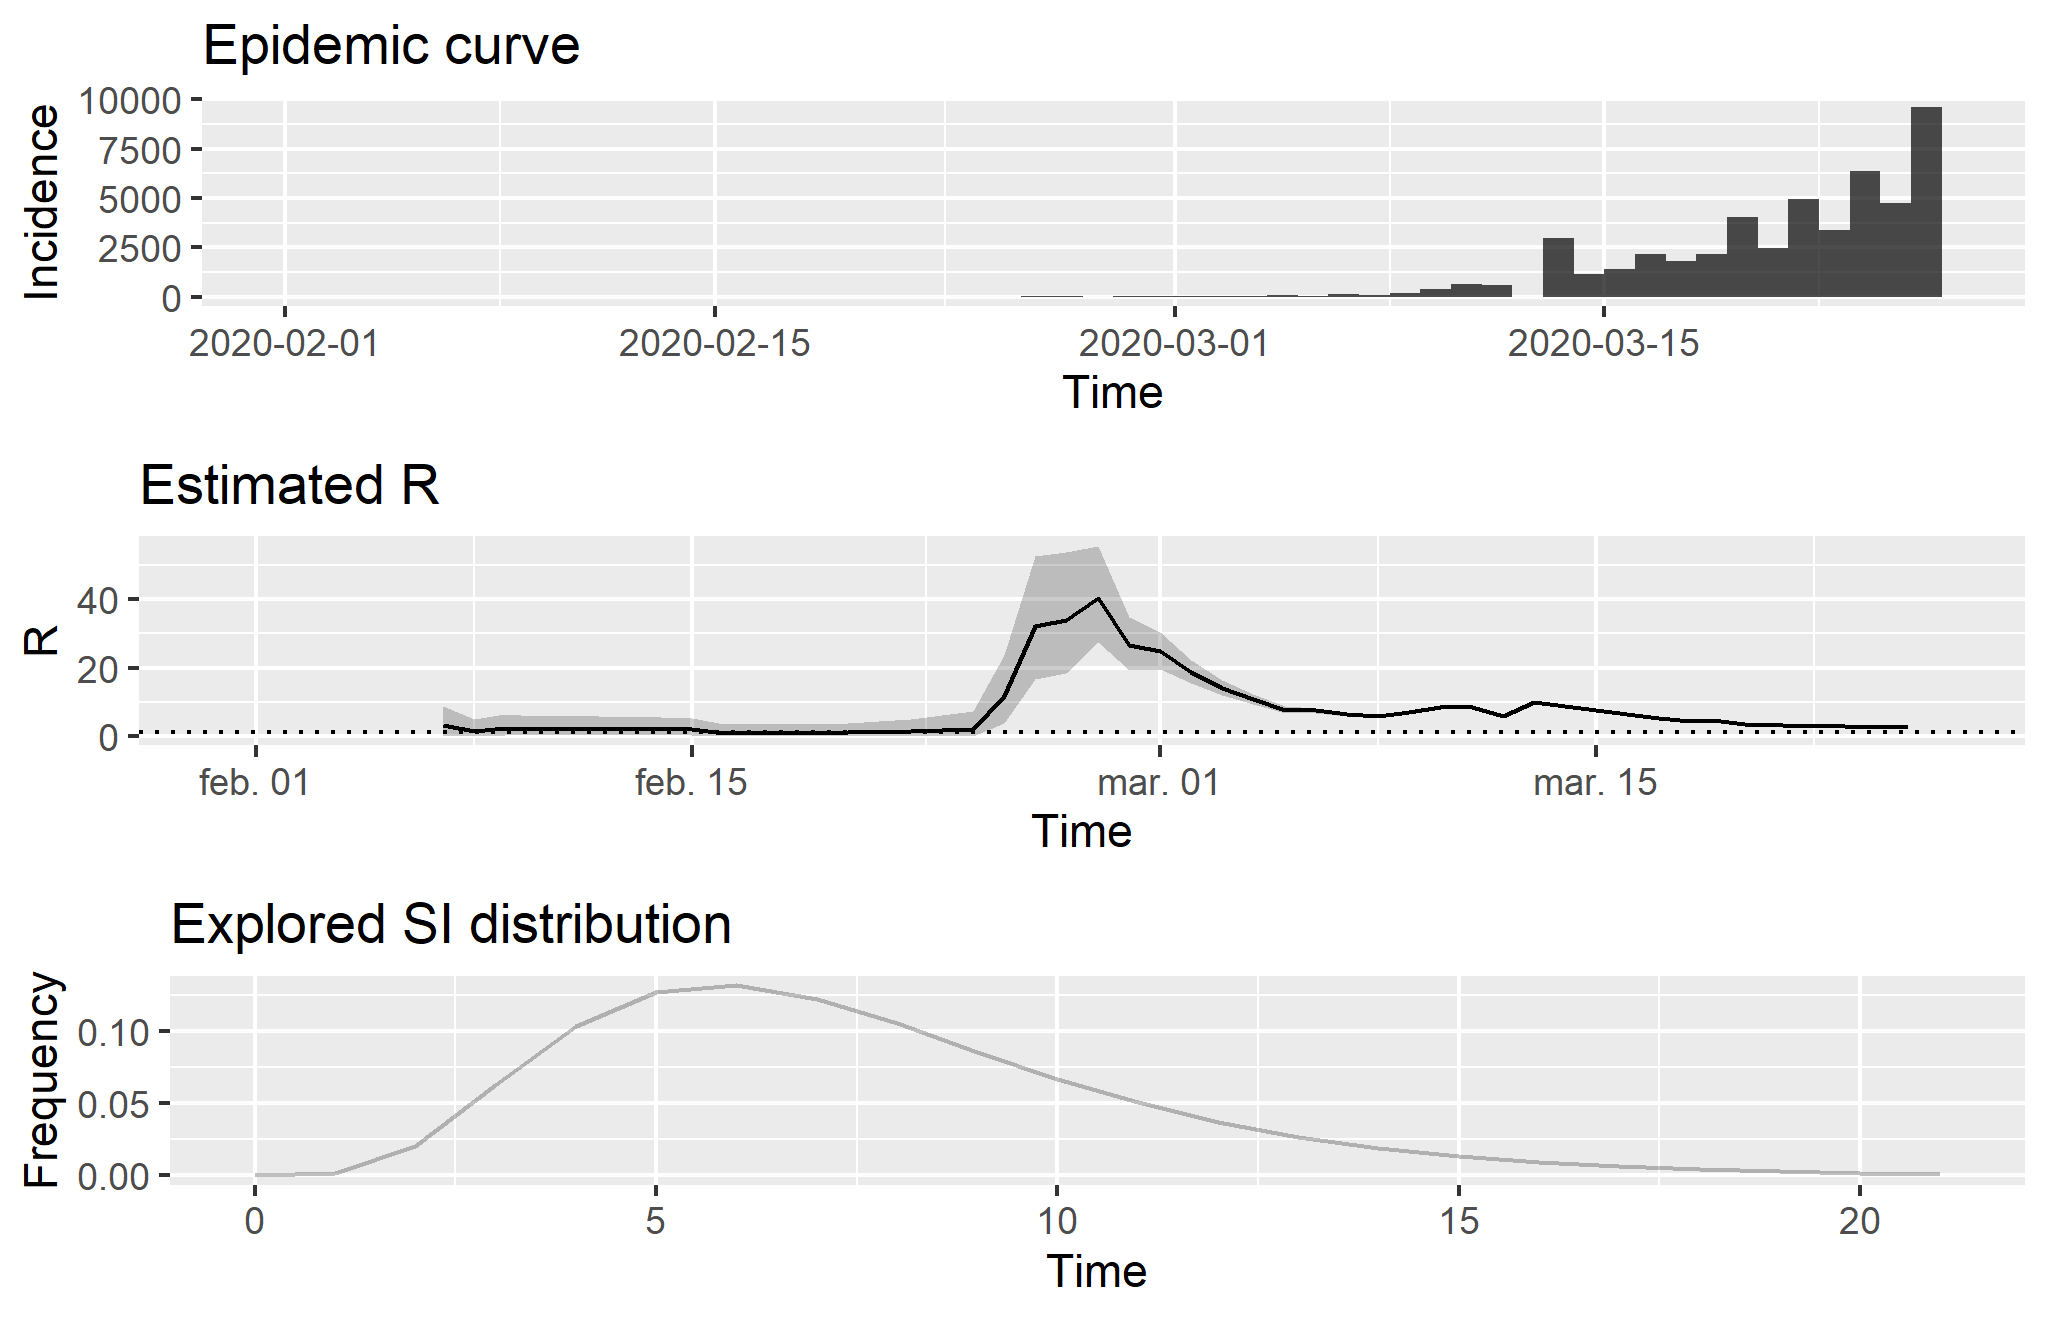 Epidemic curve
10000
7500
5000
2500
0
Incidence
2020-02-01 2020-02-15 2020-03-01 2020-03-15
Time
Estimated R
40
20
0
R
feb. 01 feb. 15 mar. 01 mar. 15
Time
Explored SI distribution
0.10
0.05
0.00
Frequency
0 5 10 15 20
Time